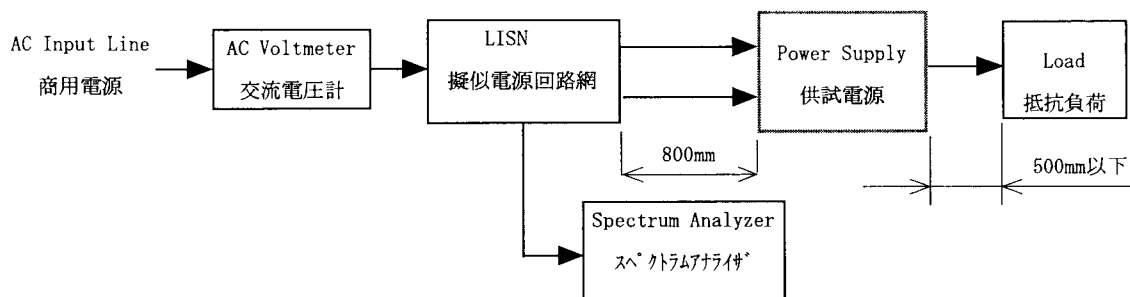 AC Input Line
商用電源
AC Voltmeter
交流電圧計
LISN
擬似電源回路網
Power Supply
供試電源
Load
抵抗負荷
800mm
500mm以下
Spectrum Analyzer
ｽﾍﾟｸﾄﾗﾑｱﾅﾗｲｻﾞ